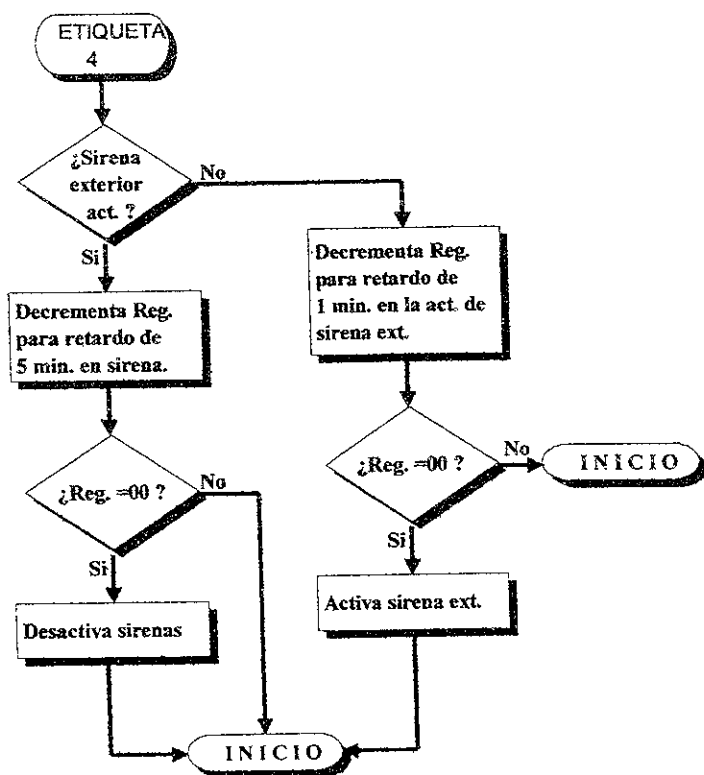 ETIQUETA
4
¿Sirena
exterior
act. ?
No
Si
Decrementa Reg.
para retardo de
5 min. en sirena.
Decrementa Reg.
para retardo de
1 min. en la act. de
sirena ext.
¿Reg. =00 ?
No
Si
¿Reg. =00 ?
No
INICIO
Si
Desactiva sirenas
Activa sirena ext.
INICIO